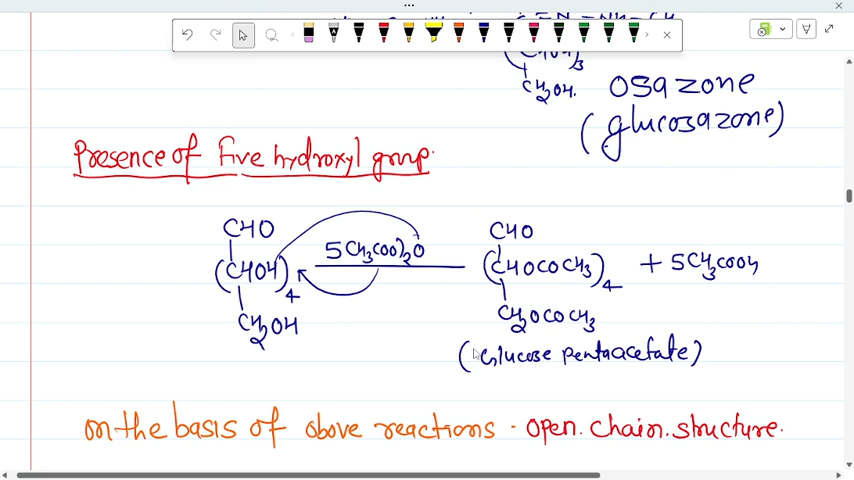 CH2OH.
osazone
(glucosazone)
Presence of five hydroxyl group.
CHO
(CHOH)4
CH2OH
5(CH3CO)2O
CHO
(CHOCOCH3)4
CH2OCOCH3
+ 5CH3COOH
(Glucose pentaacetate)
on the basis of above reactions - open. chain. structure.